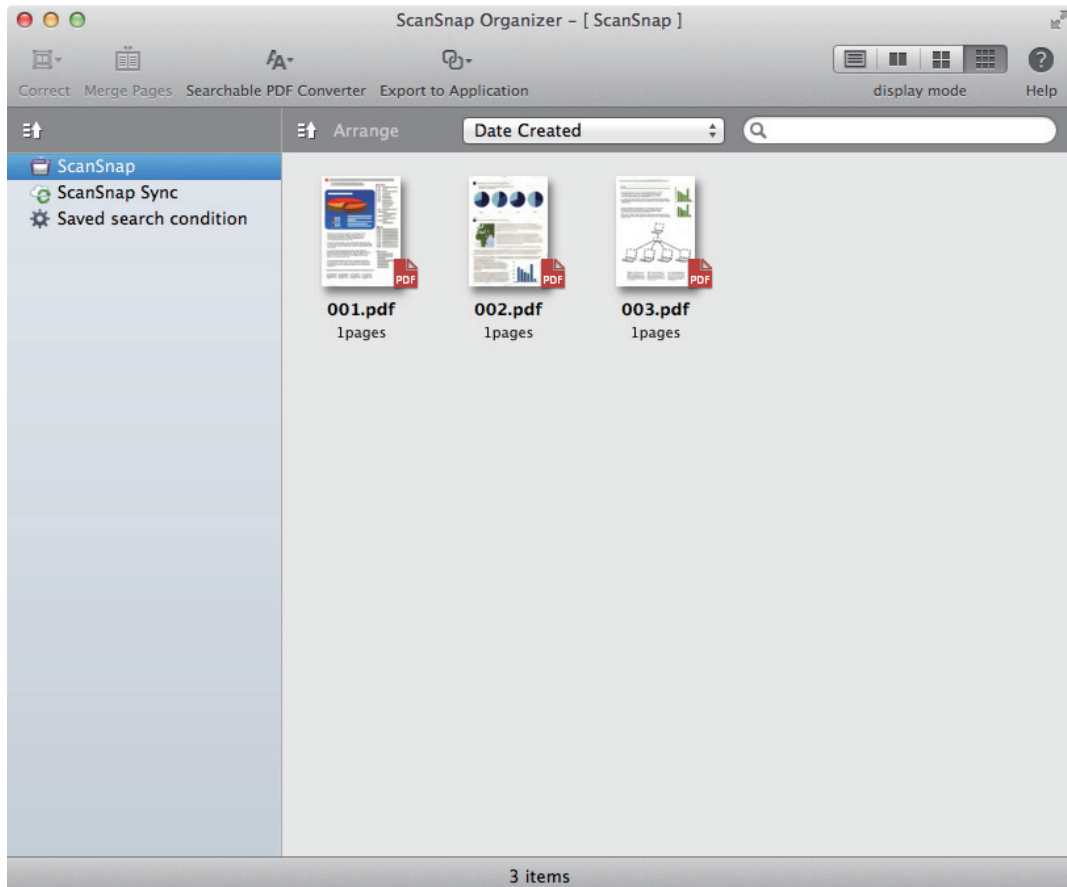 ScanSnap Organizer – [ ScanSnap ]
Correct Merge Pages Searchable PDF Converter Export to Application display mode Help
Arrange Date Created
ScanSnap
ScanSnap Sync
Saved search condition
PDF PDF PDF
001.pdf 002.pdf 003.pdf
1pages 1pages 1pages
3 items